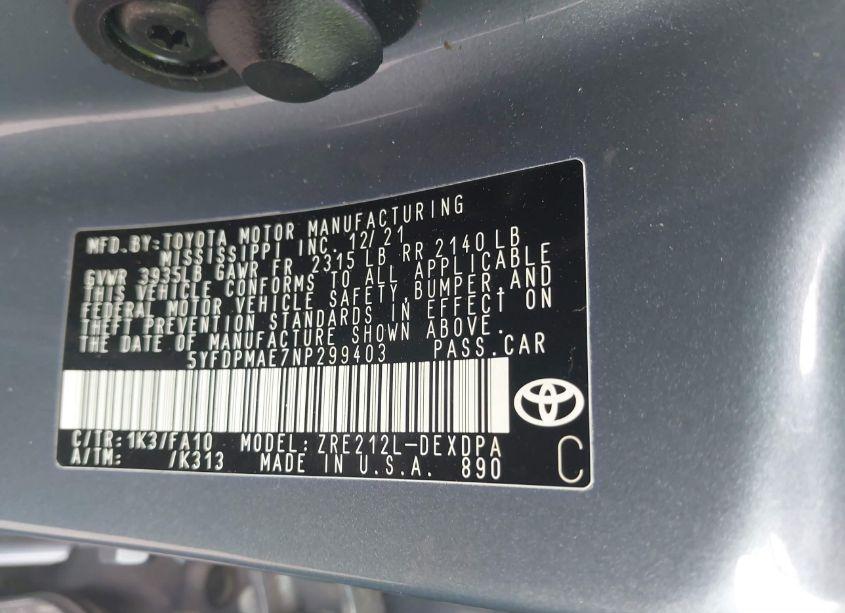 MFD.BY:TOYOTA MOTOR MANUFACTURING
MISSISSIPPI INC. 12/21
GVWR 3935LB GAWR FR 2315 LB RR 2140 LB
THIS VEHICLE CONFORMS TO ALL APPLICABLE
FEDERAL MOTOR VEHICLE SAFETY, BUMPER, AND
THEFT PREVENTION STANDARDS IN EFFECT ON
THE DATE OF MANUFACTURE SHOWN ABOVE.
5YFDPMAE7NP299403 PASS.CAR
C/TR:1K3/FA10 MODEL:ZRE212L-DEXDPA
A/TM: /K313 MADE IN U.S.A. 890
C